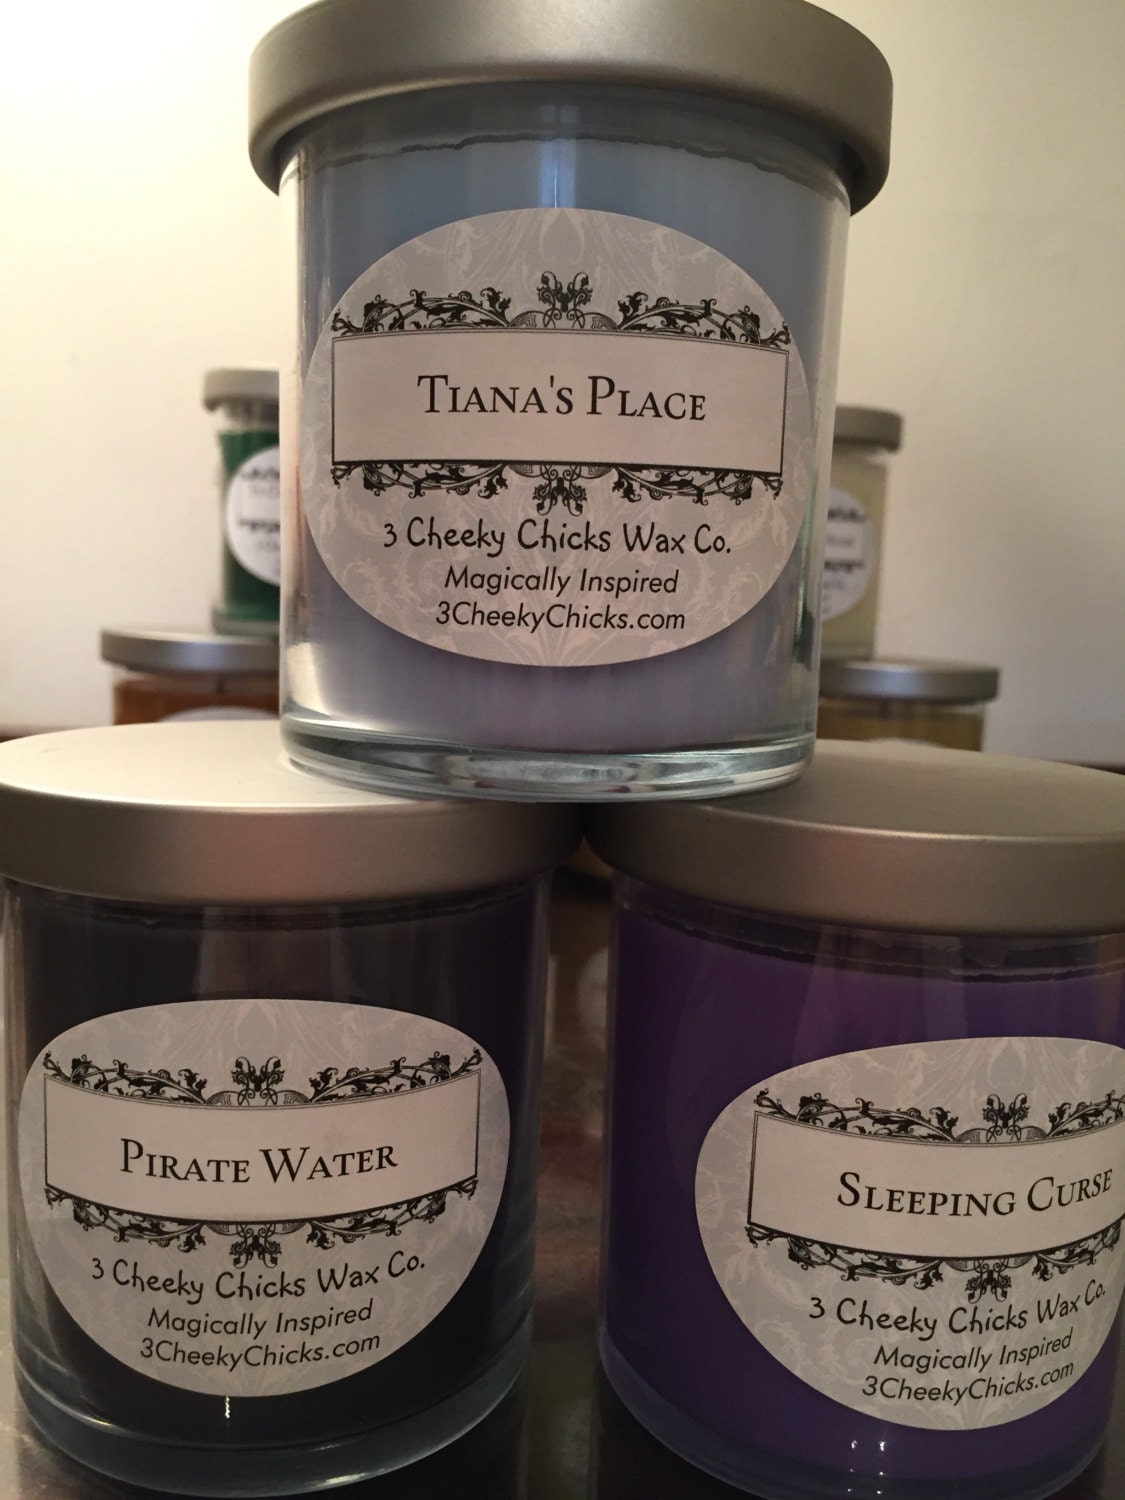 Tiana's Place
3 Cheeky Chicks Wax Co.
Magically Inspired
3CheekyChicks.com
Pirate Water
3 Cheeky Chicks Wax Co.
Magically Inspired
3CheekyChicks.com
Sleeping Curse
3 Cheeky Chicks Wax Co.
Magically Inspired
3CheekyChicks.com